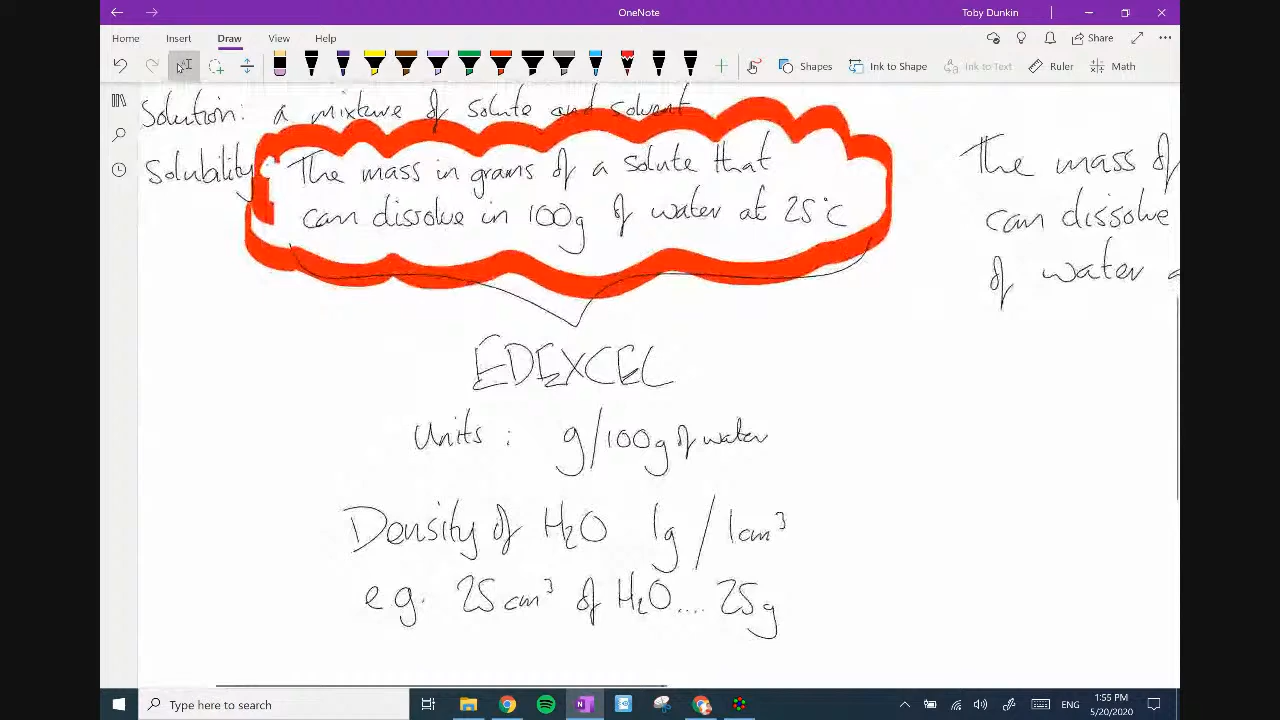 OneNote
Toby Dunkin
Home Insert Draw View Help
Share
Shapes Ink to Shape Ink to Text Ruler Math
Solution: a mixture of solute and solvent
Solubility: The mass in grams of a solute that
can dissolve in 100g of water at 25°C
The mass of
can dissolve
of water a
EDEXCEL
Units: g/100g of water
Density of H₂O 1g/1cm³
e.g. 25cm³ of H₂O.... 25g
Type here to search
ENG
1:55 PM
5/20/2020